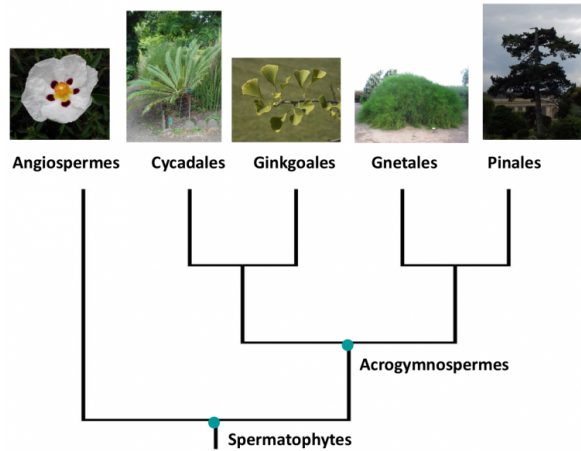 Angiospermes
Cycadales
Ginkgoales
Gnetales
Pinales
Acrogymnospermes
Spermatophytes